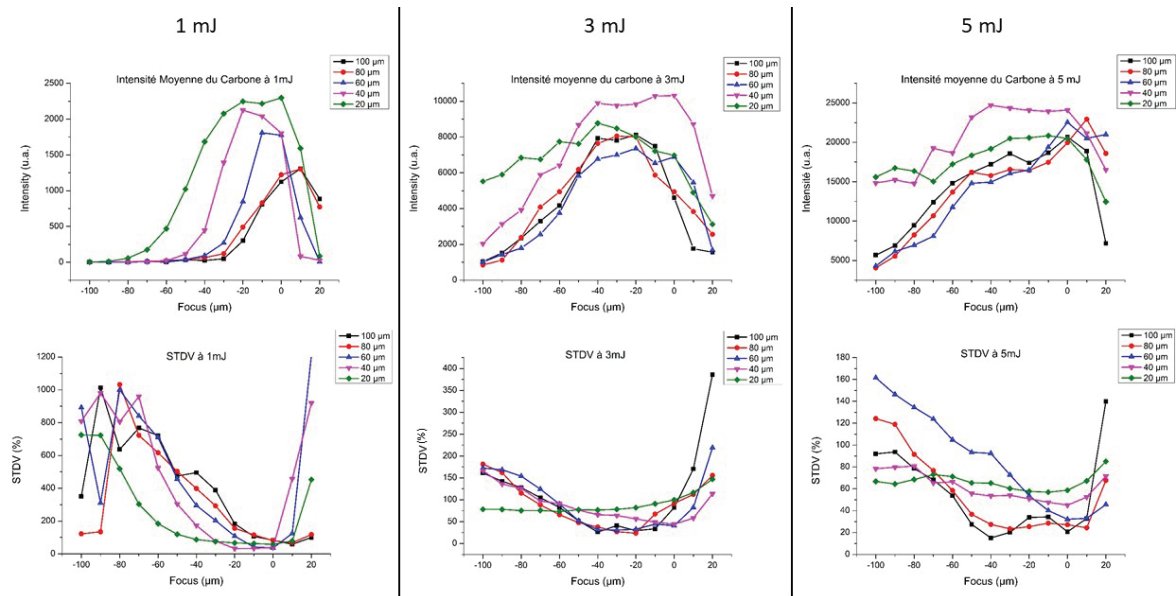 1 mJ
3 mJ
5 mJ
Intensité Moyenne du Carbone à 1mJ
100 µm
80 µm
60 µm
40 µm
20 µm
2500
2250
2000
1750
1500
1250
1000
750
500
250
0
Intensity (u.a.)
-100 -80 -60 -40 -20 0 20
Focus (µm)
Intensité moyenne du carbone à 3mJ
100 µm
80 µm
60 µm
40 µm
20 µm
10000
8000
6000
4000
2000
0
Intensity (u.a.)
-100 -80 -60 -40 -20 0 20
Focus (µm)
Intensité moyenne du Carbone à 5 mJ
100 µm
80 µm
60 µm
40 µm
20 µm
25000
20000
15000
10000
5000
Intensité (u.a.)
-100 -80 -60 -40 -20 0 20
Focus (µm)
STDV à 1mJ
100 µm
80 µm
60 µm
40 µm
20 µm
1200
1000
800
600
400
200
0
STDV (%)
-100 -80 -60 -40 -20 0 20
Focus (µm)
STDV à 3mJ
100 µm
80 µm
60 µm
40 µm
20 µm
400
350
300
250
200
150
100
50
0
STDV (%)
-100 -80 -60 -40 -20 0 20
Focus (µm)
STDV à 5mJ
100 µm
80 µm
60 µm
40 µm
20 µm
180
160
140
120
100
80
60
40
20
0
STDV (%)
-100 -80 -60 -40 -20 0 20
Focus (µm)